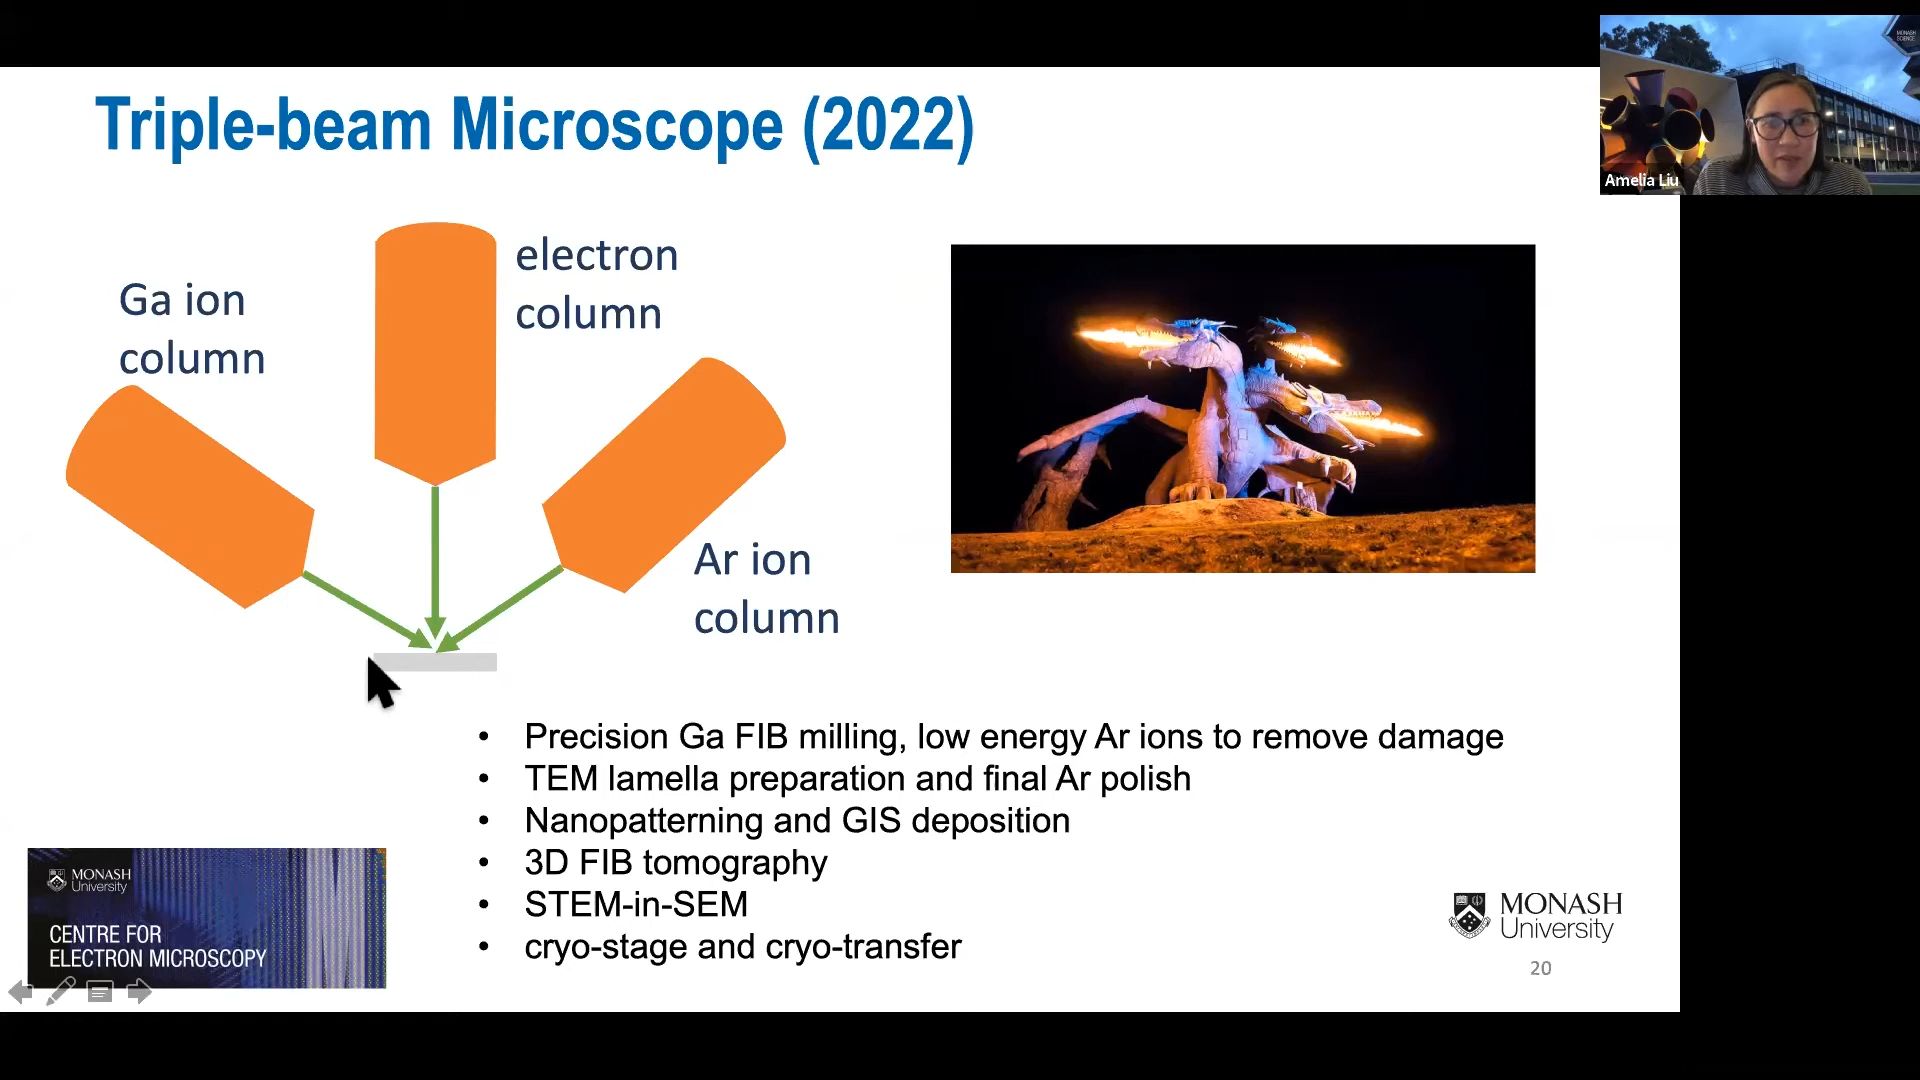 MONASH
SCIENCE
Amelia Liu
Triple-beam Microscope (2022)
electron
column
Ga ion
column
Ar ion
column
• Precision Ga FIB milling, low energy Ar ions to remove damage
• TEM lamella preparation and final Ar polish
• Nanopatterning and GIS deposition
• 3D FIB tomography
• STEM-in-SEM
• cryo-stage and cryo-transfer
MONASH
University
CENTRE FOR
ELECTRON MICROSCOPY
MONASH
University
20